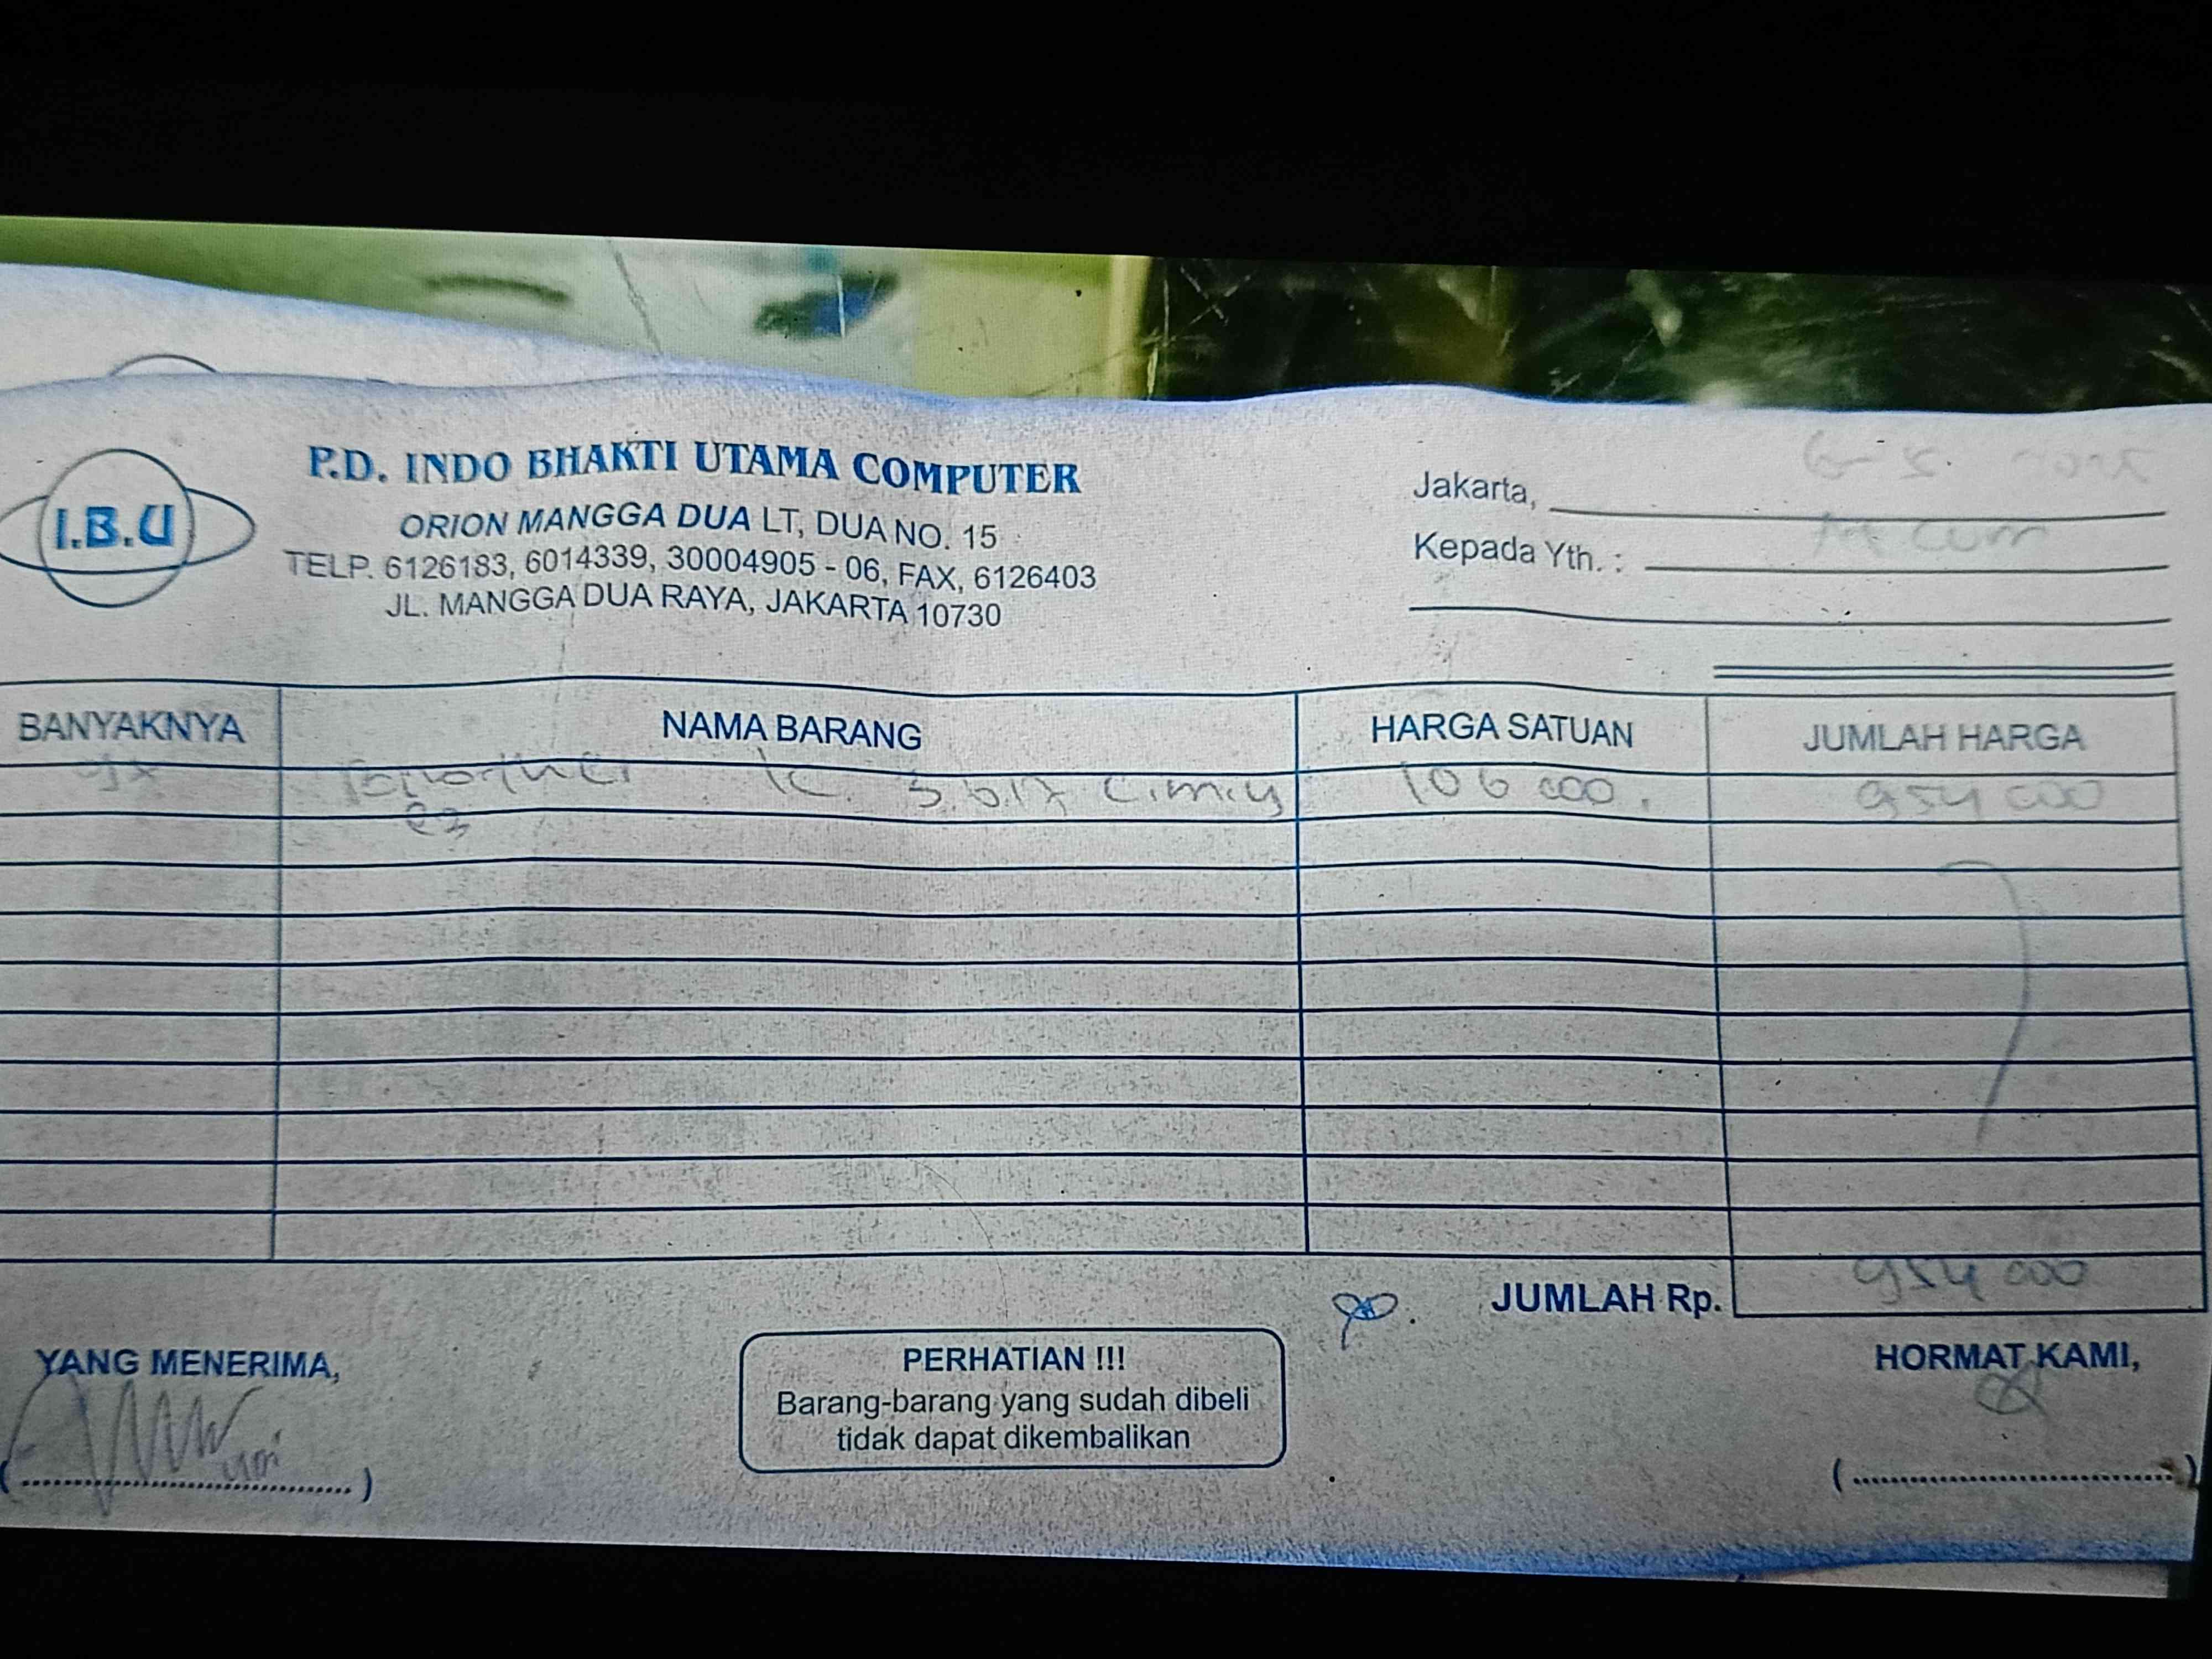 I.B.U
P.D. INDO BHAKTI UTAMA COMPUTER
ORION MANGGA DUA LT, DUA NO. 15
TELP. 6126183, 6014339, 30004905 - 06, FAX, 6126403
JL. MANGGA DUA RAYA, JAKARTA 10730
Jakarta,
Kepada Yth. :
BANYAKNYA NAMA BARANG HARGA SATUAN JUMLAH HARGA
9x 106 000. 954 000
JUMLAH Rp. 954 000
YANG MENERIMA,
PERHATIAN !!!
Barang-barang yang sudah dibeli
tidak dapat dikembalikan
HORMAT KAMI,